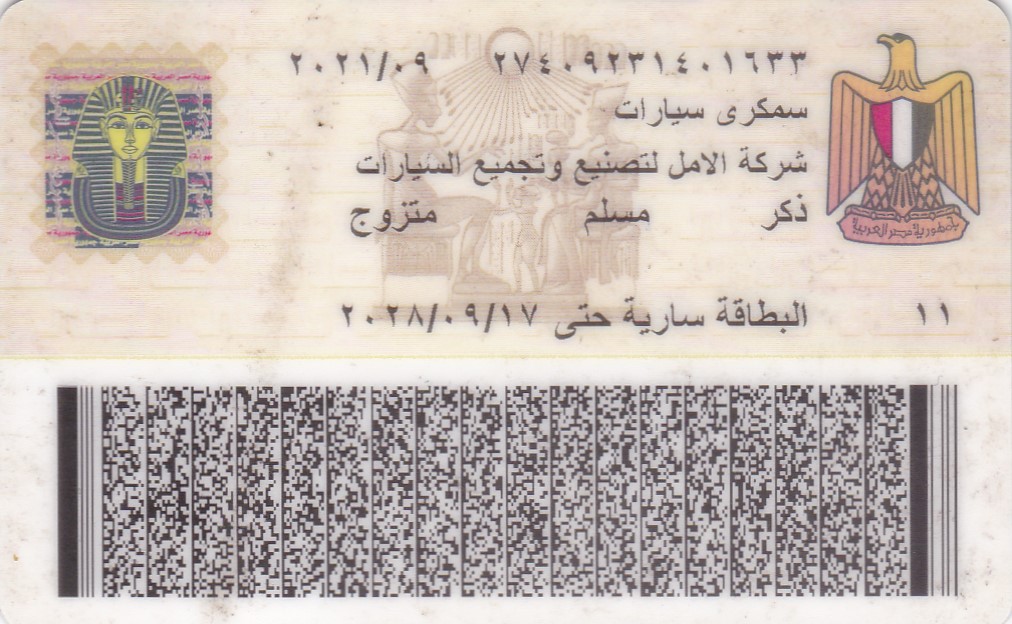 ٢٧٤٠٩٢٣١٤٠١٦٣٣ ٢٠٢١/٠٩
سمكرى سيارات
شركة الامل لتصنيع وتجميع السيارات
ذكر مسلم متزوج
جمهورية مصر العربية
١١ البطاقة سارية حتى ٢٠٢٨/٠٩/١٧